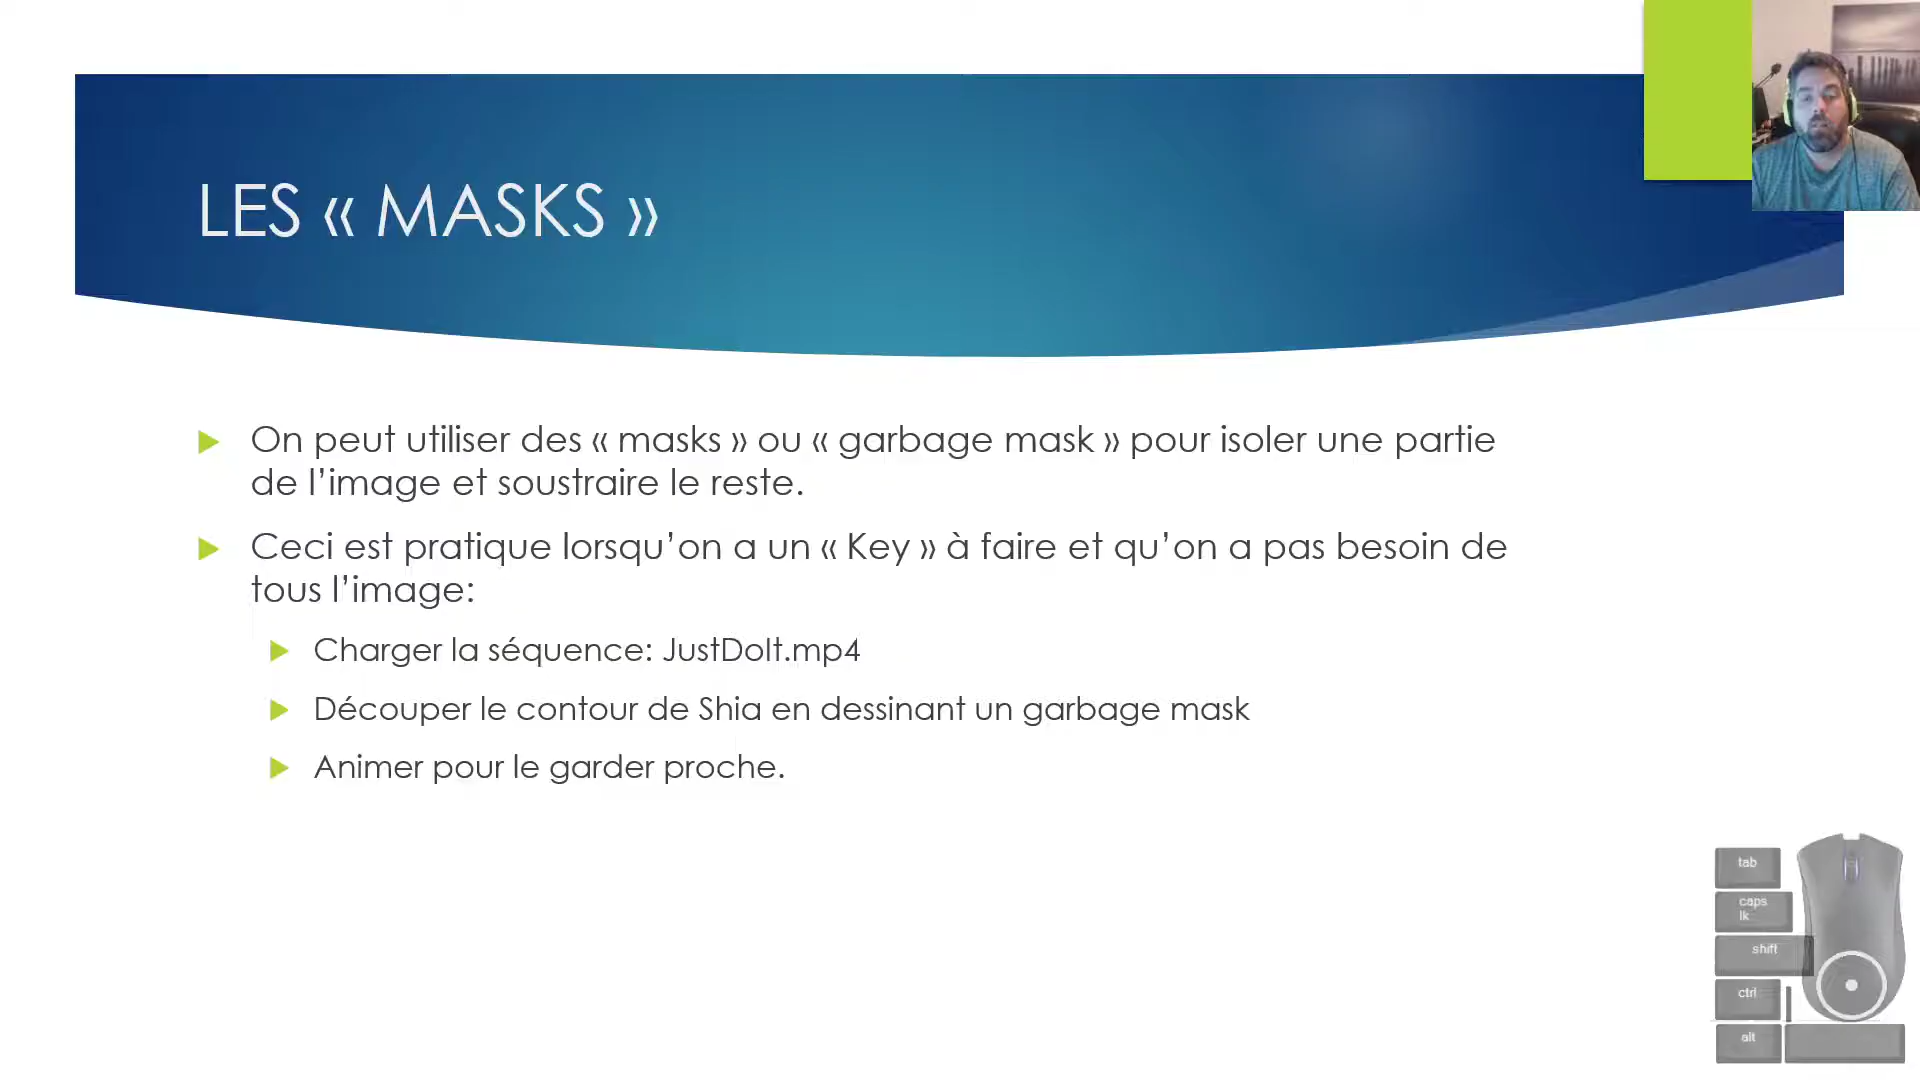 LES « MASKS »
On peut utiliser des « masks » ou « garbage mask » pour isoler une partie
de l’image et soustraire le reste.
Ceci est pratique lorsqu’on a un « Key » à faire et qu’on a pas besoin de
tous l’image:
Charger la séquence: JustDoIt.mp4
Découper le contour de Shia en dessinant un garbage mask
Animer pour le garder proche.
tab
caps
lk
shift
ctrl
alt